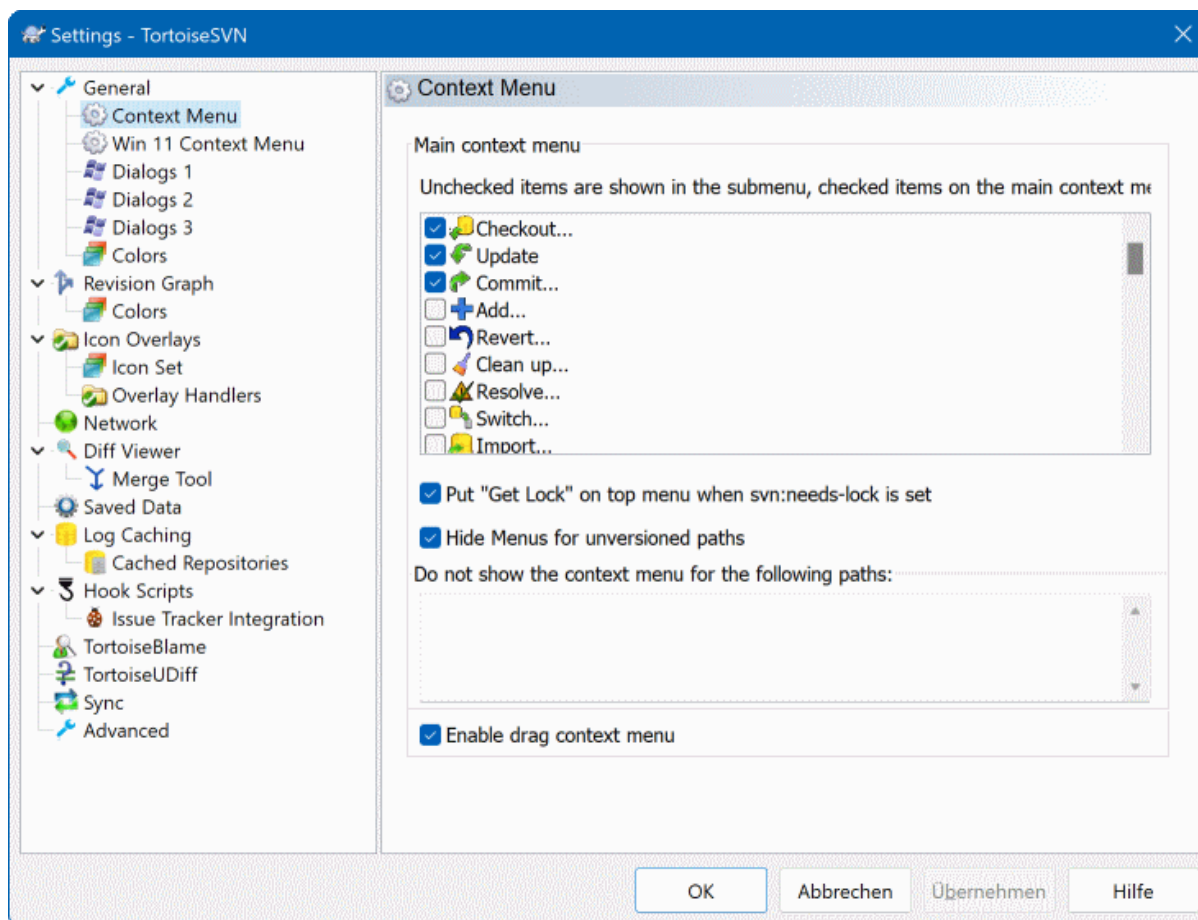 Settings - TortoiseSVN
General
Context Menu
Win 11 Context Menu
Dialogs 1
Dialogs 2
Dialogs 3
Colors
Revision Graph
Colors
Icon Overlays
Icon Set
Overlay Handlers
Network
Diff Viewer
Merge Tool
Saved Data
Log Caching
Cached Repositories
Hook Scripts
Issue Tracker Integration
TortoiseBlame
TortoiseUDiff
Sync
Advanced
Context Menu
Main context menu
Unchecked items are shown in the submenu, checked items on the main context me
Checkout...
Update
Commit...
Add...
Revert...
Clean up...
Resolve...
Switch...
Import...
Put "Get Lock" on top menu when svn:needs-lock is set
Hide Menus for unversioned paths
Do not show the context menu for the following paths:
Enable drag context menu
OK
Abbrechen
Übernehmen
Hilfe